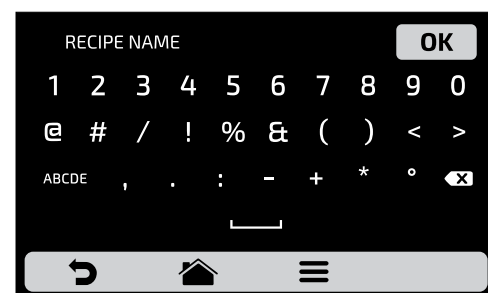 RECIPE NAME OK
1 2 3 4 5 6 7 8 9 0
@ # / ! % & ( ) < >
ABCDE , . : - + * °